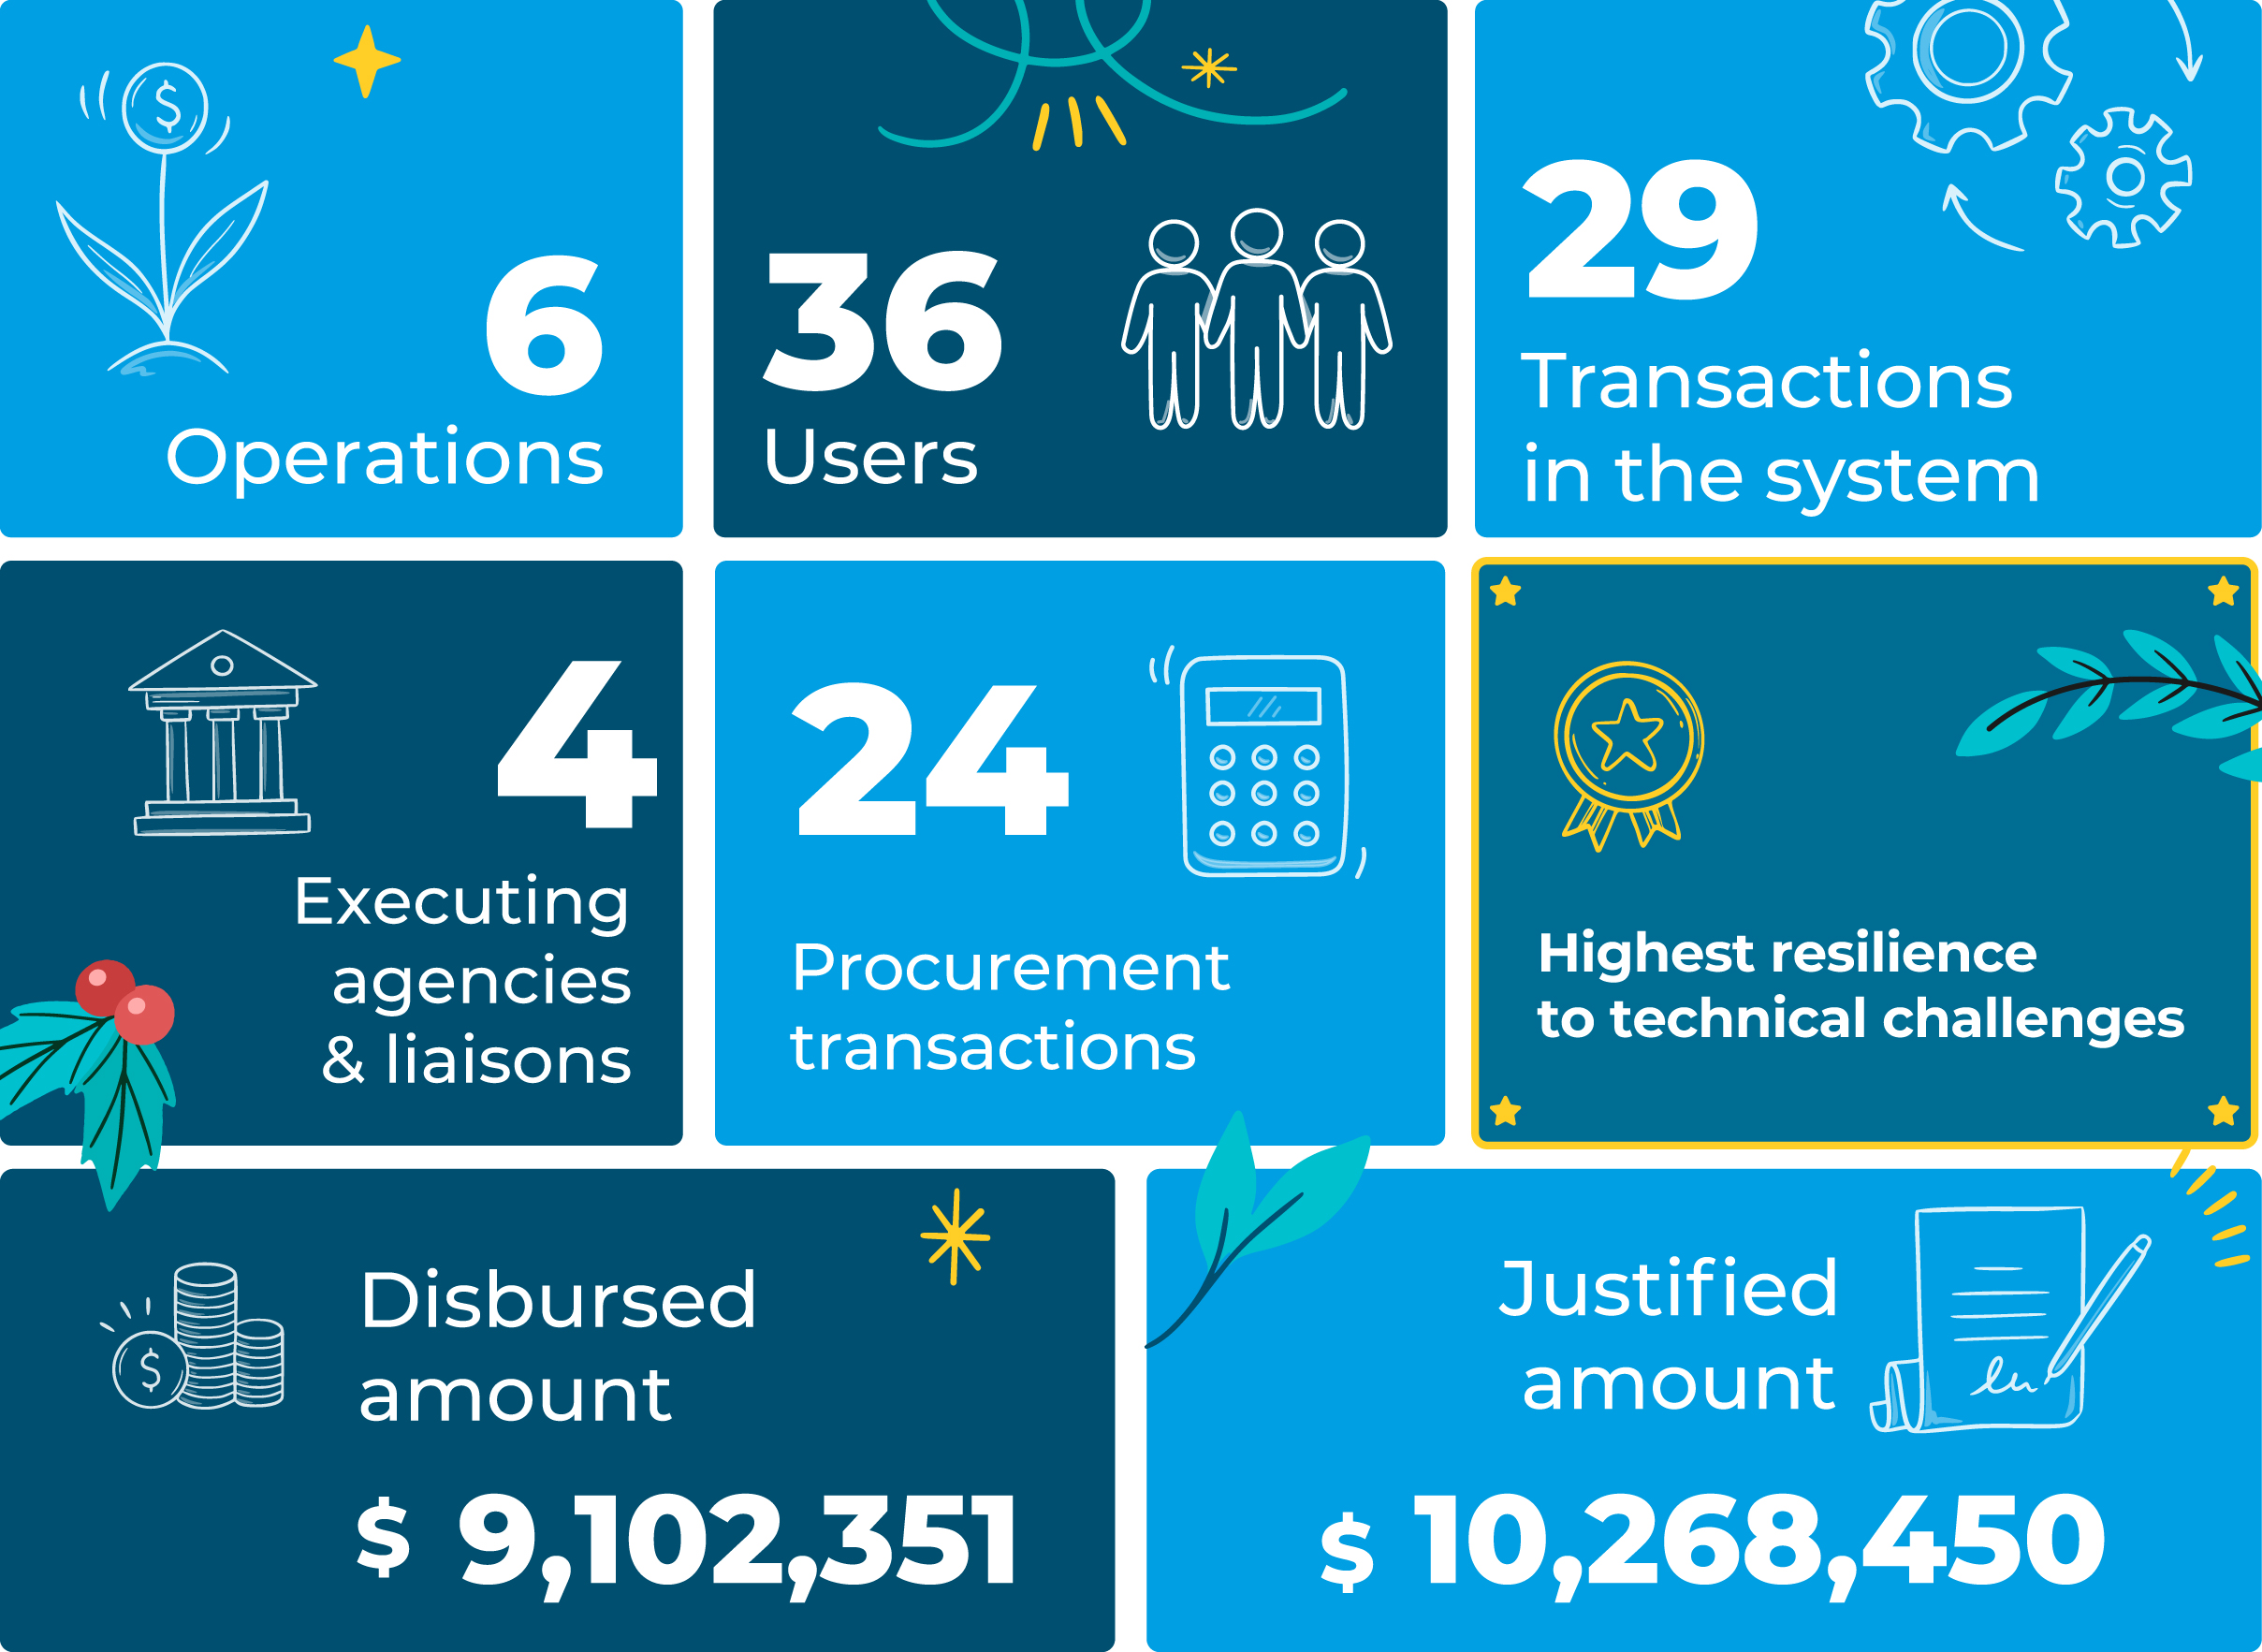 6
Operations
36
Users
29
Transactions
in the system
4
Executing
agencies
& liaisons
24
Procurement
transactions
Highest resilience
to technical challenges
Disbursed
amount
$ 9,102,351
Justified
amount
$ 10,268,450